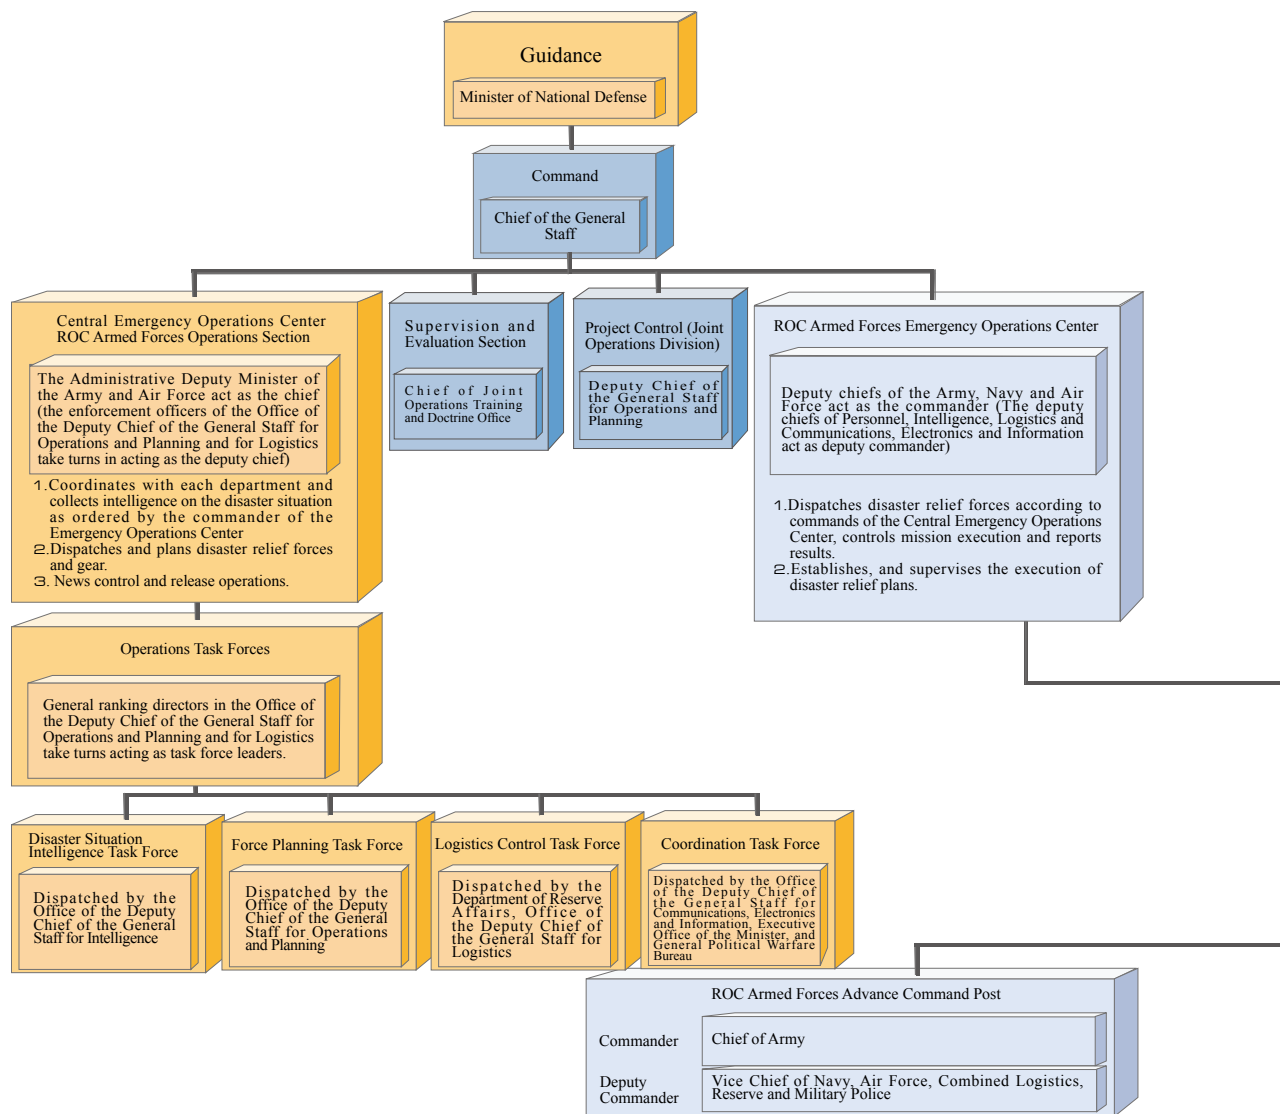 Guidance
Minister of National Defense
Command
Chief of the General
Staff
Central Emergency Operations Center
ROC Armed Forces Operations Section
The Administrative Deputy Minister of
the Army and Air Force act as the chief
(the enforcement officers of the Office of
the Deputy Chief of the General Staff for
Operations and Planning and for Logistics
take turns in acting as the deputy chief)
1.Coordinates with each department and
collects intelligence on the disaster situation
as ordered by the commander of the
Emergency Operations Center
2.Dispatches and plans disaster relief forces
and gear.
3. News control and release operations.
Supervision and
Evaluation Section
Chief of Joint
Operations Training
and Doctrine Office
Project Control (Joint
Operations Division)
Deputy Chief of
the General Staff
for Operations and
Planning
ROC Armed Forces Emergency Operations Center
Deputy chiefs of the Army, Navy and Air
Force act as the commander (The deputy
chiefs of Personnel, Intelligence, Logistics and
Communications, Electronics and Information
act as deputy commander)
1.Dispatches disaster relief forces according to
commands of the Central Emergency Operations
Center, controls mission execution and reports
results.
2.Establishes, and supervises the execution of
disaster relief plans.
Operations Task Forces
General ranking directors in the Office of
the Deputy Chief of the General Staff for
Operations and Planning and for Logistics
take turns acting as task force leaders.
Disaster Situation
Intelligence Task Force
Dispatched by the
Office of the Deputy
Chief of the General
Staff for Intelligence
Force Planning Task Force
Dispatched by the
Office of the Deputy
Chief of the General
Staff for Operations
and Planning
Logistics Control Task Force
Dispatched by the
Department of Reserve
Affairs, Office of
the Deputy Chief of
the General Staff for
Logistics
Coordination Task Force
Dispatched by the Office
of the Deputy Chief of
the General Staff for
Communications, Electronics
and Information, Executive
Office of the Minister, and
General Political Warfare
Bureau
ROC Armed Forces Advance Command Post
Commander
Chief of Army
Deputy
Commander
Vice Chief of Navy, Air Force, Combined Logistics,
Reserve and Military Police